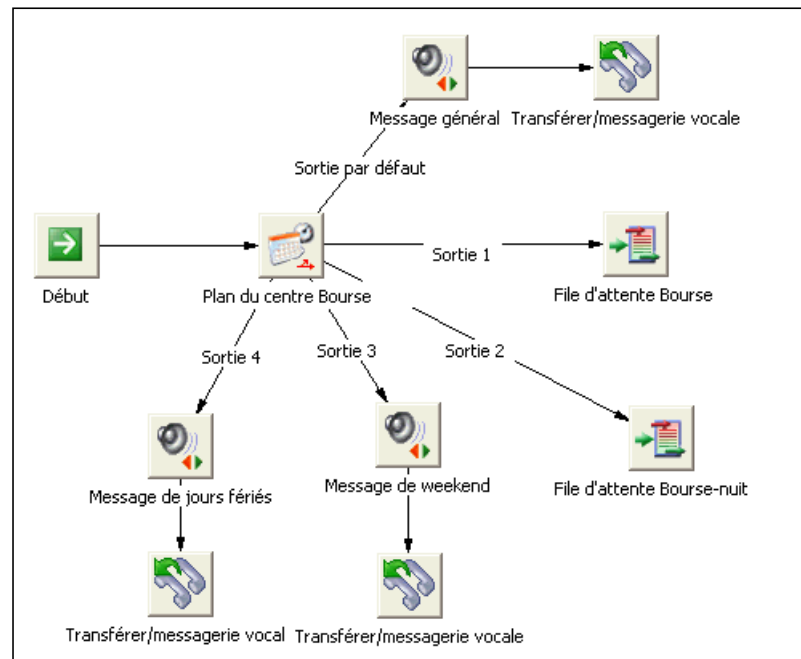 Message général
Transférer/messagerie vocale
Sortie par défaut
Sortie 1
Début
Plan du centre Bourse
File d'attente Bourse
Sortie 4
Sortie 3
Sortie 2
Message de jours fériés
Message de weekend
File d'attente Bourse-nuit
Transférer/messagerie vocal
Transférer/messagerie vocale